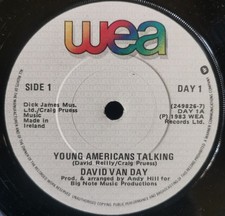 wea
SIDE 1
DAY 1
Dick James Mus.
Ltd./Craig Pruess
Music
Made in
Ireland
(249826-7)
DAY 1A
(P) 1983 WEA
Records Ltd.
YOUNG AMERICANS TALKING
(David Reilly/Craig Pruess)
DAVID VAN DAY
Prod. & arranged by Andy Hill for
Big Note Music Productions